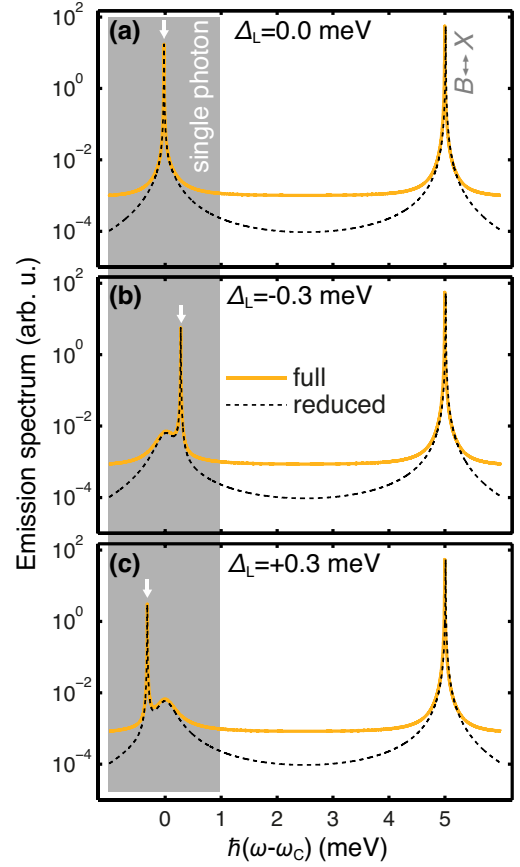 Emission spectrum (arb. u.)
(a)
Δ_L=0.0 meV
single photon
B↔X
10^2
10^0
10^-2
10^-4
(b)
Δ_L=-0.3 meV
full
reduced
10^2
10^0
10^-2
10^-4
(c)
Δ_L=+0.3 meV
10^2
10^0
10^-2
10^-4
0 1 2 3 4 5 6
ħ(ω-ω_C) (meV)